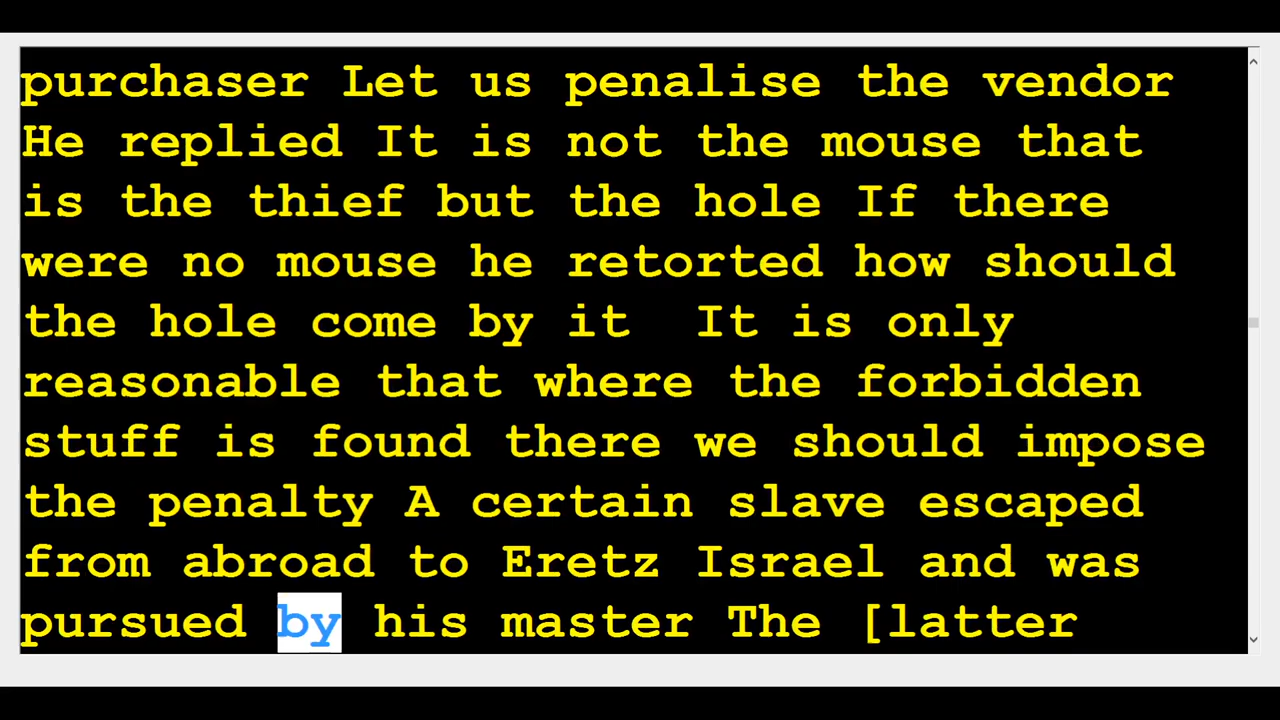 purchaser Let us penalise the vendor
He replied It is not the mouse that
is the thief but the hole If there
were no mouse he retorted how should
the hole come by it  It is only
reasonable that where the forbidden
stuff is found there we should impose
the penalty A certain slave escaped
from abroad to Eretz Israel and was
pursued by his master The [latter